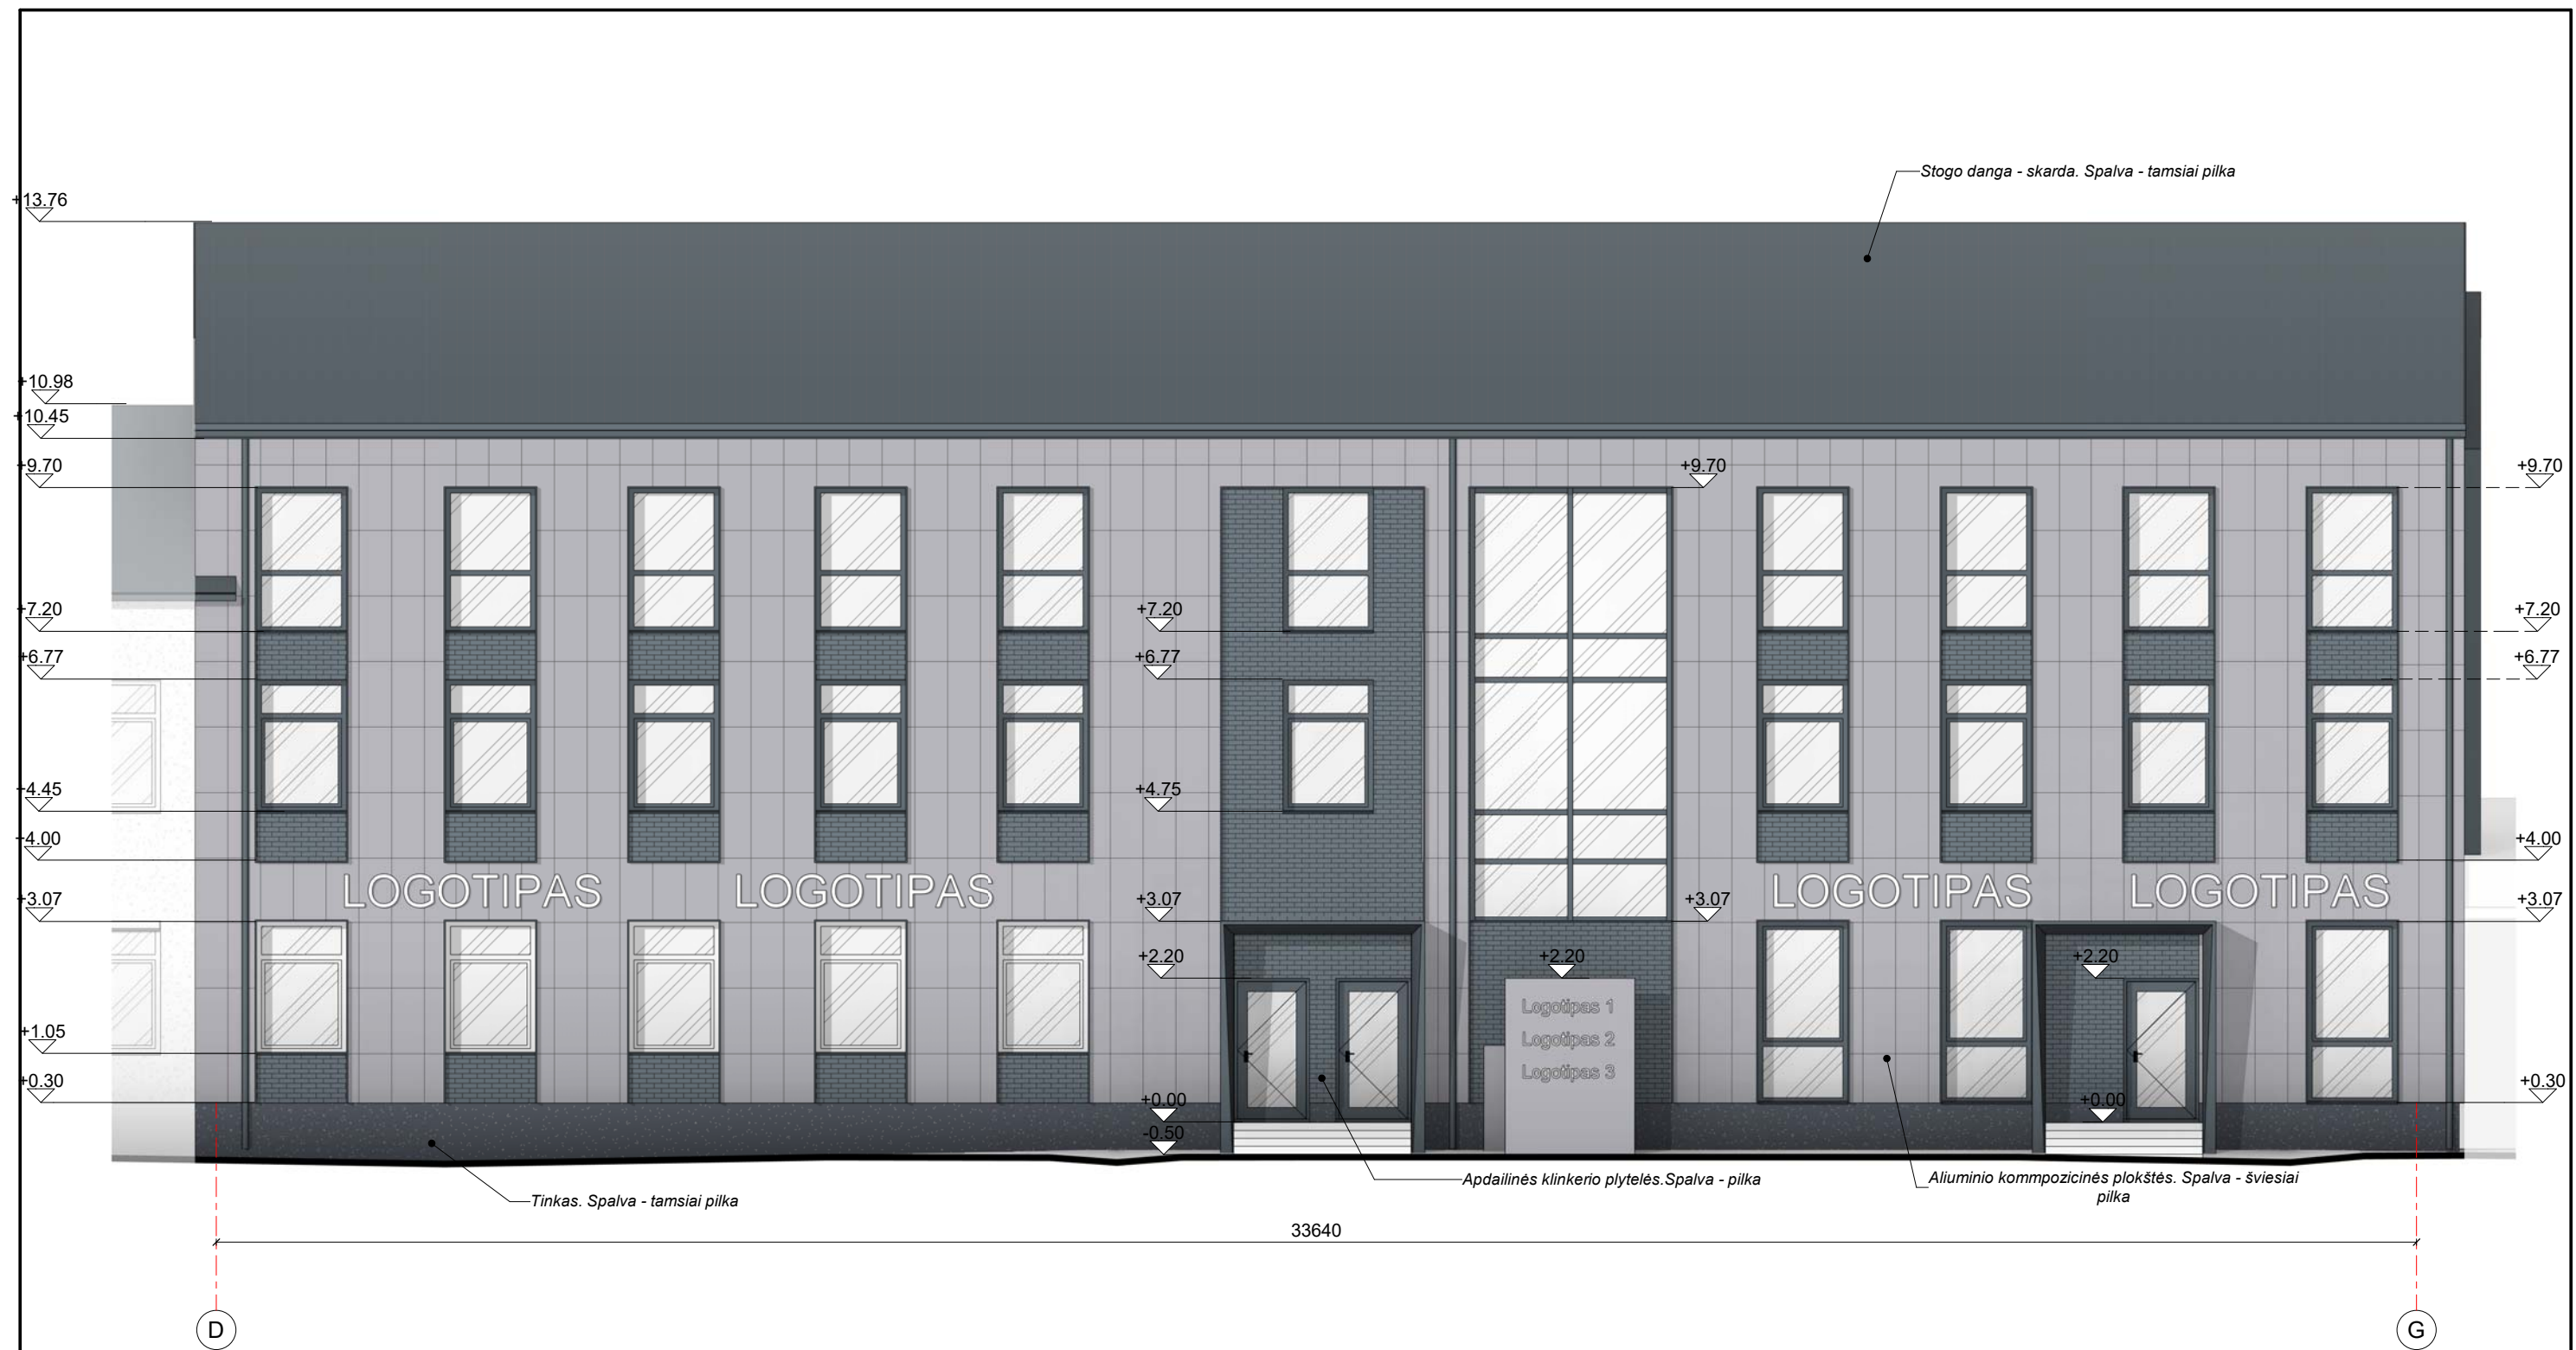 Stogo danga - skarda. Spalva - tamsiai pilka
+13.76
+10.98
+10.45
+9.70
+9.70
+9.70
+7.20
+7.20
+7.20
+6.77
+6.77
+6.77
+4.45
+4.75
+4.00
+4.00
LOGOTIPAS
LOGOTIPAS
LOGOTIPAS
LOGOTIPAS
+3.07
+3.07
+3.07
+3.07
+2.20
+2.20
+2.20
Logotipas 1
Logotipas 2
Logotipas 3
+1.05
+0.30
+0.30
+0.00
+0.00
-0.50
Tinkas. Spalva - tamsiai pilka
Apdailinės klinkerio plytelės.Spalva - pilka
Aliuminio kommpozicinės plokštės. Spalva - šviesiai
pilka
33640
D
G